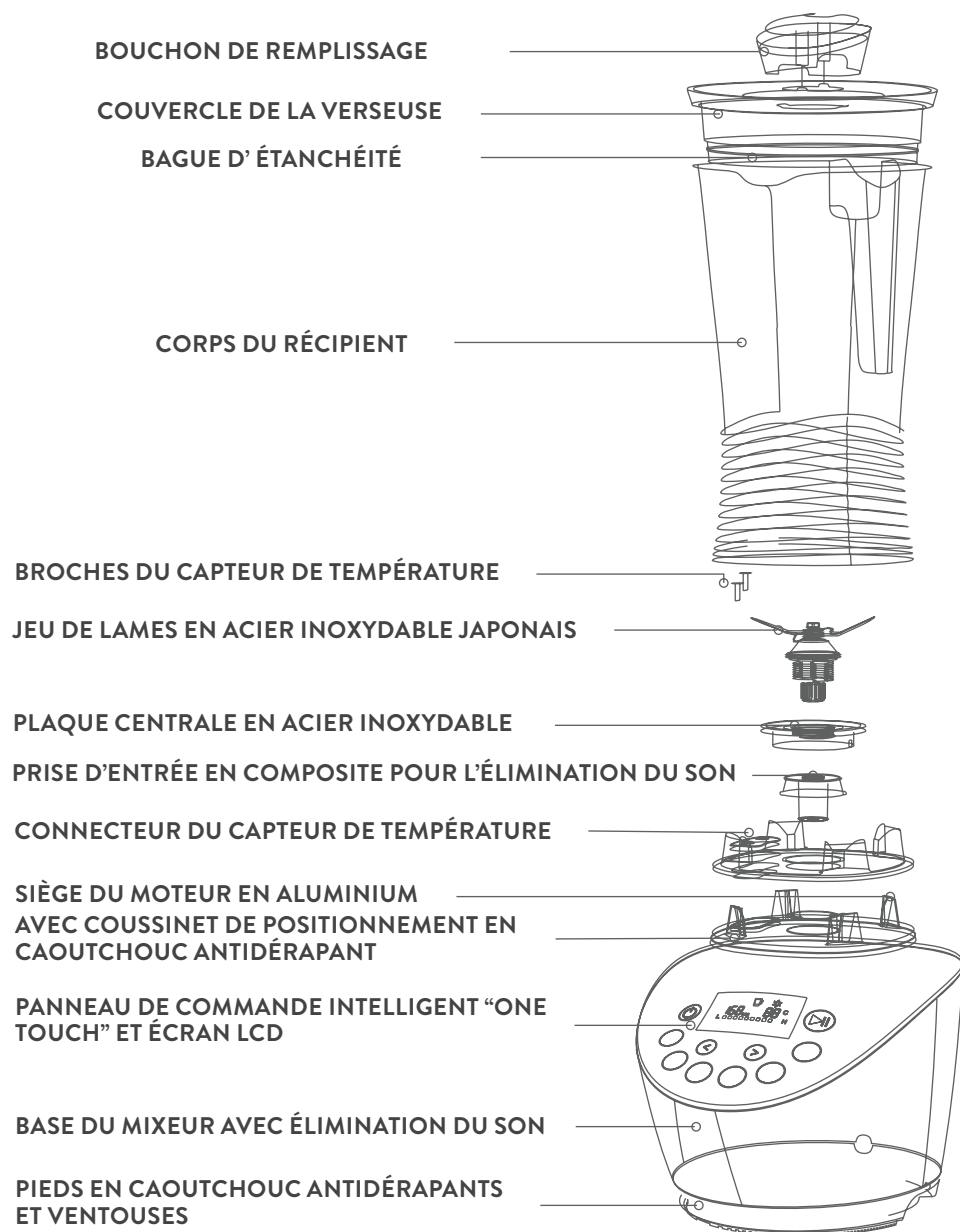 BOUCHON DE REMPLISSAGE
COUVERCLE DE LA VERSEUSE
BAGUE D’ ÉTANCHÉITÉ
CORPS DU RÉCIPIENT
BROCHES DU CAPTEUR DE TEMPÉRATURE
JEU DE LAMES EN ACIER INOXYDABLE JAPONAIS
PLAQUE CENTRALE EN ACIER INOXYDABLE
PRISE D’ENTRÉE EN COMPOSITE POUR L’ÉLIMINATION DU SON
CONNECTEUR DU CAPTEUR DE TEMPÉRATURE
SIÈGE DU MOTEUR EN ALUMINIUM
AVEC COUSSINET DE POSITIONNEMENT EN
CAOUTCHOUC ANTIDÉRAPANT
PANNEAU DE COMMANDE INTELLIGENT “ONE
TOUCH” ET ÉCRAN LCD
BASE DU MIXEUR AVEC ÉLIMINATION DU SON
PIEDS EN CAOUTCHOUC ANTIDÉRAPANTS
ET VENTOUSES